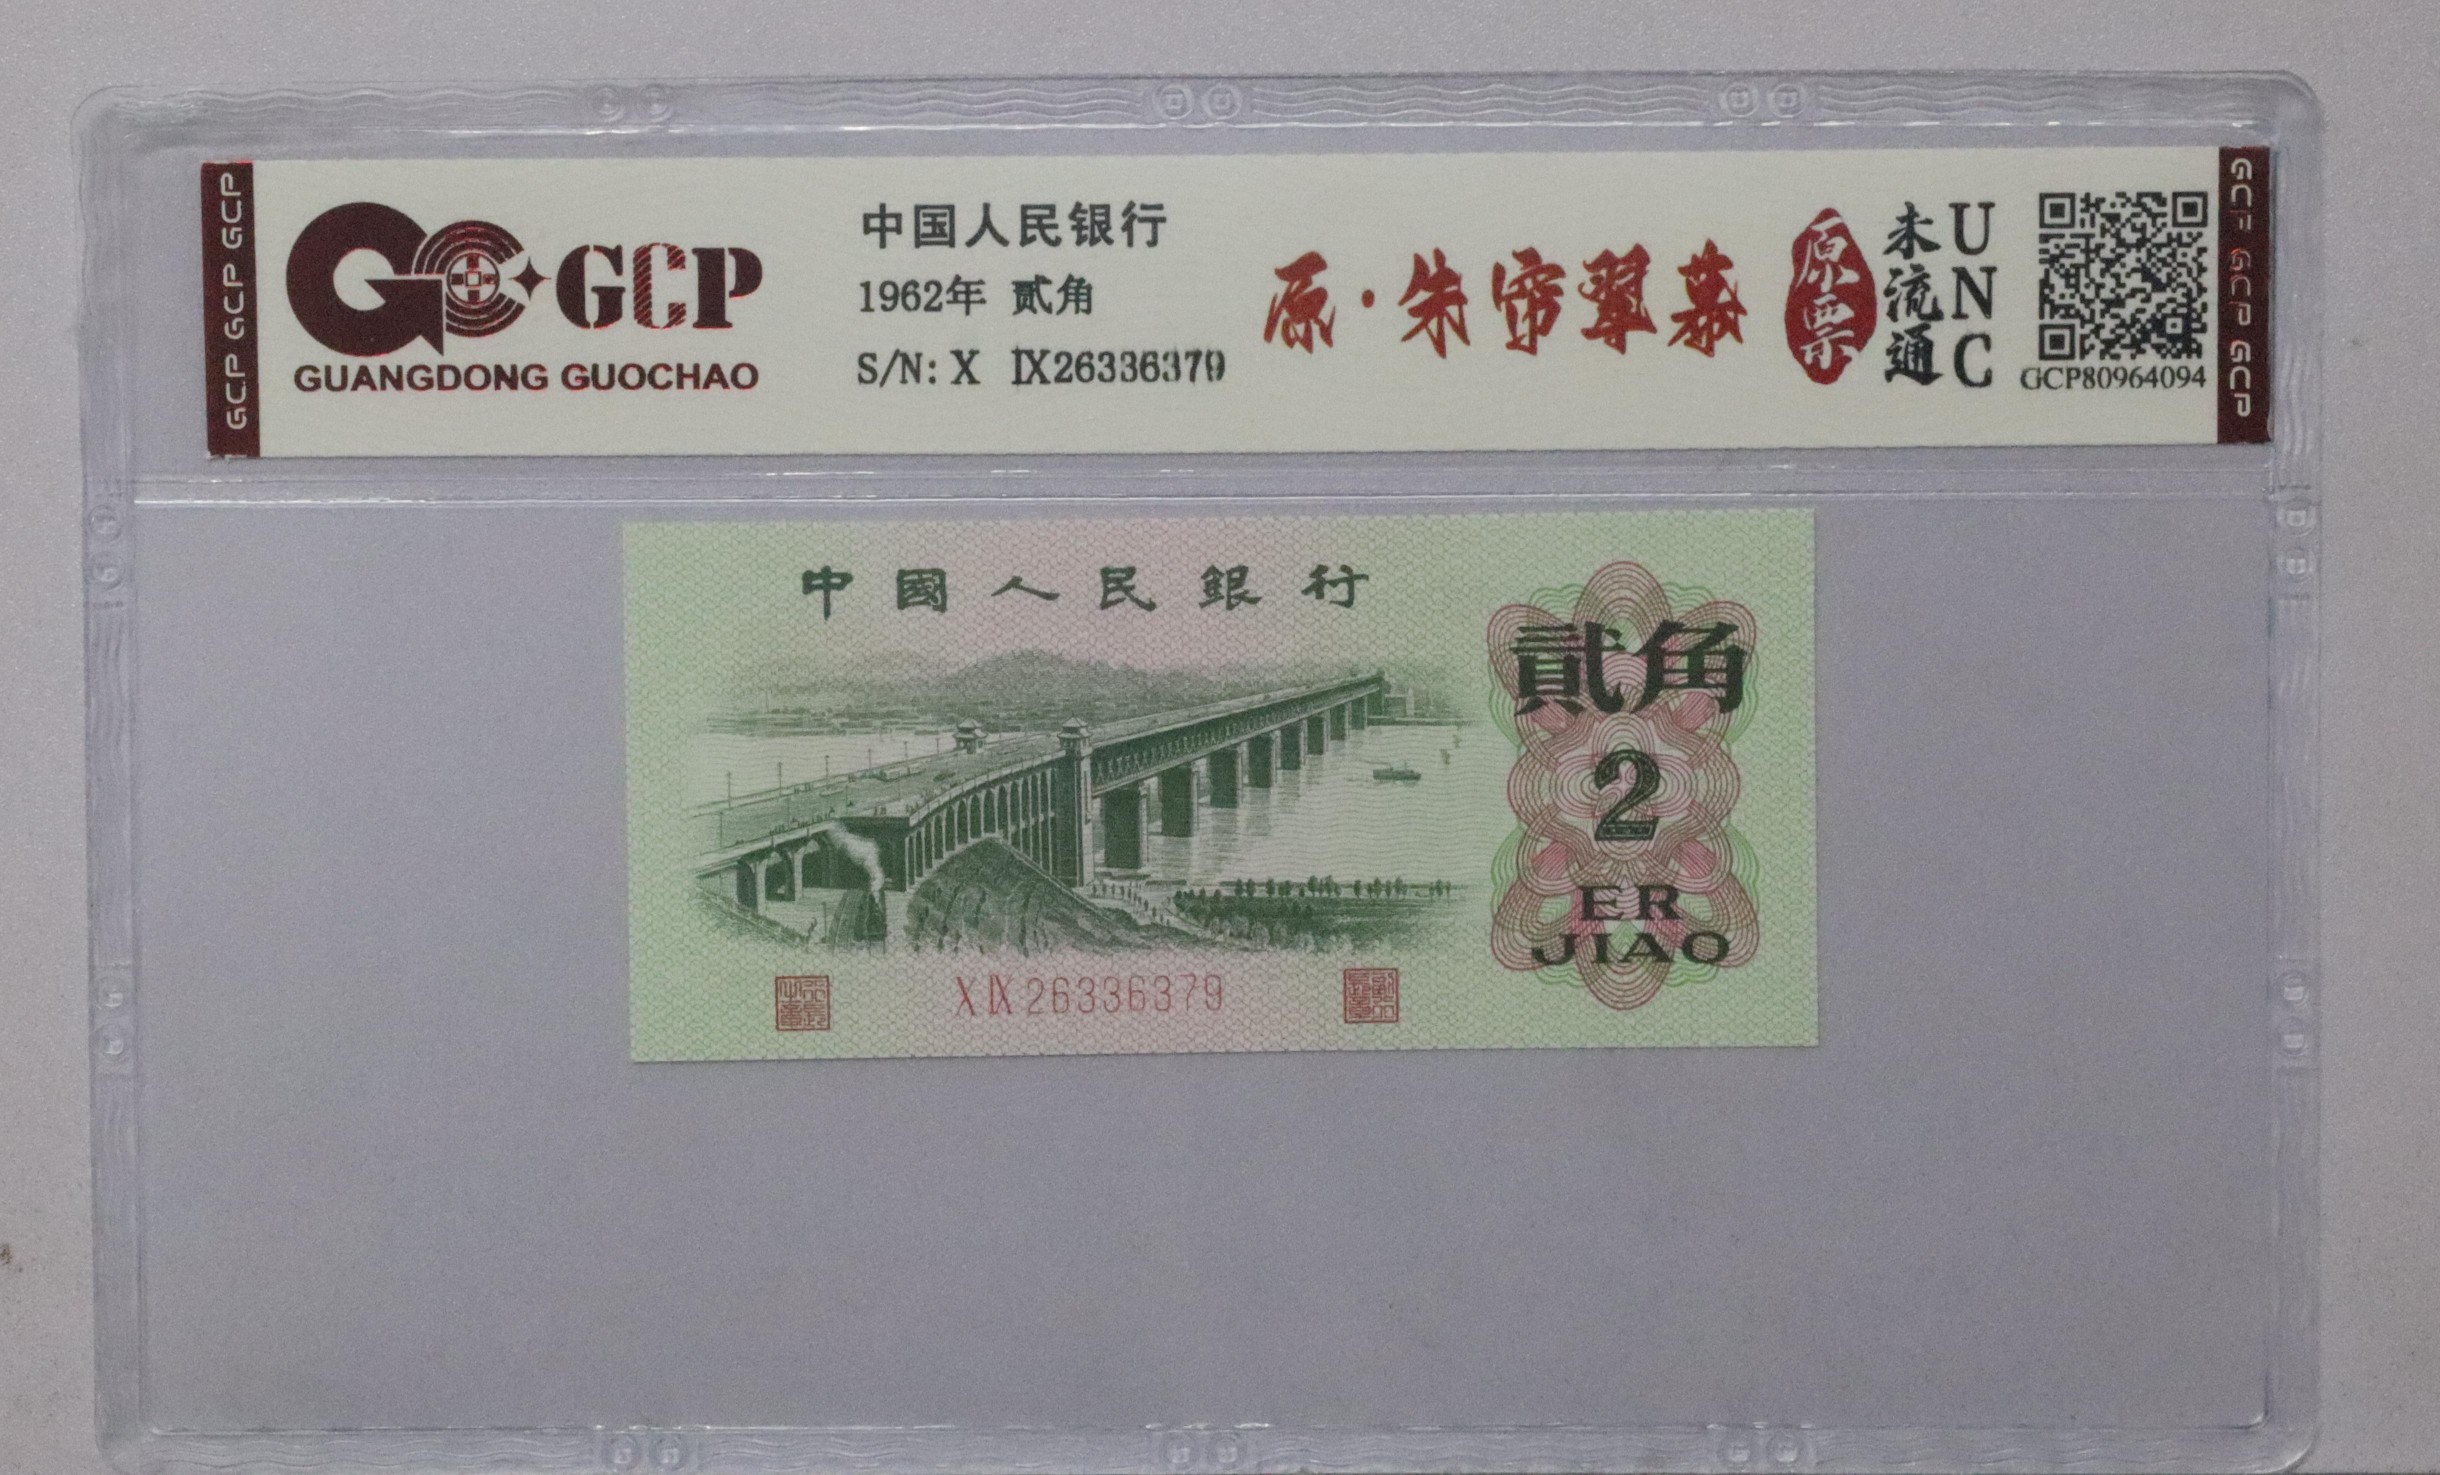 GCP GCP GCP
GCP
GUANGDONG GUOCHAO
中国人民银行
1962年 贰角
S/N: X IX26336379
原·朱帘翠幕
原票
未流通
UNC
GCP80964094
GCP GCP GCP
中國人民銀行
貳角
2
ER
JIAO
X IX 26336379